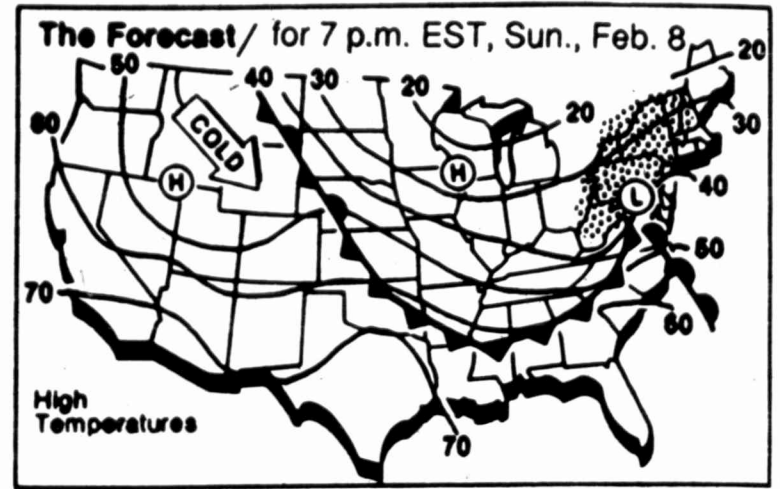 The Forecast/ for 7 p.m. EST, Sun., Feb. 8
50
40
30
20
20
20
60
COLD
30
H
H
40
L
50
70
60
High
Temperatures
70